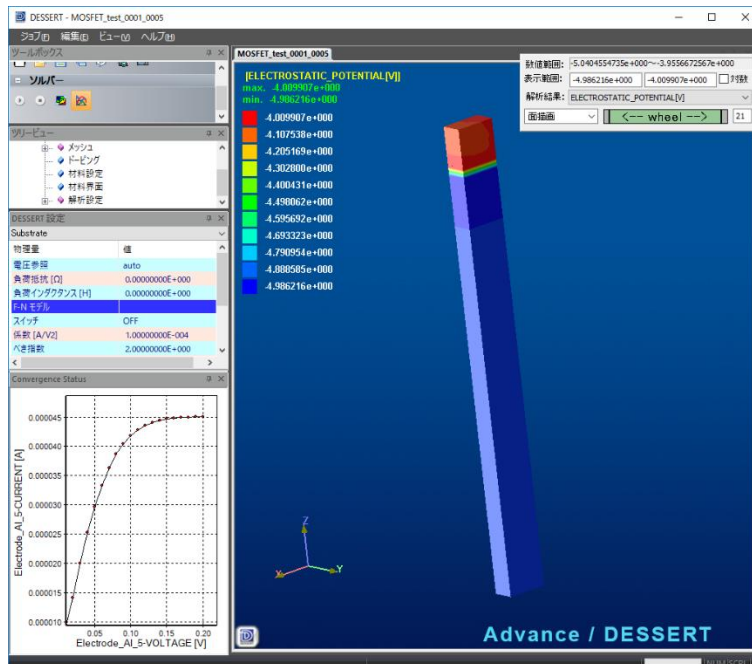 DESSERT - MOSFET_test_0001_0005
ジョブ(J) 編集(E) ビュー(V) ヘルプ(H)
ツールボックス
ソルバー
ツリービュー
メッシュ
ドーピング
材料設定
材料界面
解析設定
DESSERT 設定
Substrate
物理量 値
電圧参照 auto
負荷抵抗 [Ω] 0.00000000E+000
負荷インダクタンス [H] 0.00000000E+000
F-N モデル
スイッチ OFF
係数 [A/V2] 1.00000000E-004
べき指数 2.00000000E+000
Convergence Status
Electrode_Al_5-CURRENT [A]
0.000045
0.000040
0.000035
0.000030
0.000025
0.000020
0.000015
0.000010
0.05 0.10 0.15 0.20
Electrode_Al_5-VOLTAGE [V]
MOSFET_test_0001_0005
[ELECTROSTATIC_POTENTIAL[V]]
max. -4.009907e+000
min. -4.986216e+000
-4.009907e+000
-4.107538e+000
-4.205169e+000
-4.302800e+000
-4.400431e+000
-4.498062e+000
-4.595692e+000
-4.693323e+000
-4.790954e+000
-4.888585e+000
-4.986216e+000
数値範囲: -5.0404554735e+000~-3.9556672567e+000
表示範囲: -4.986216e+000 -4.009907e+000 対数
解析結果: ELECTROSTATIC_POTENTIAL[V]
面描画 <-- wheel --> 21
Z
X
Y
Advance / DESSERT